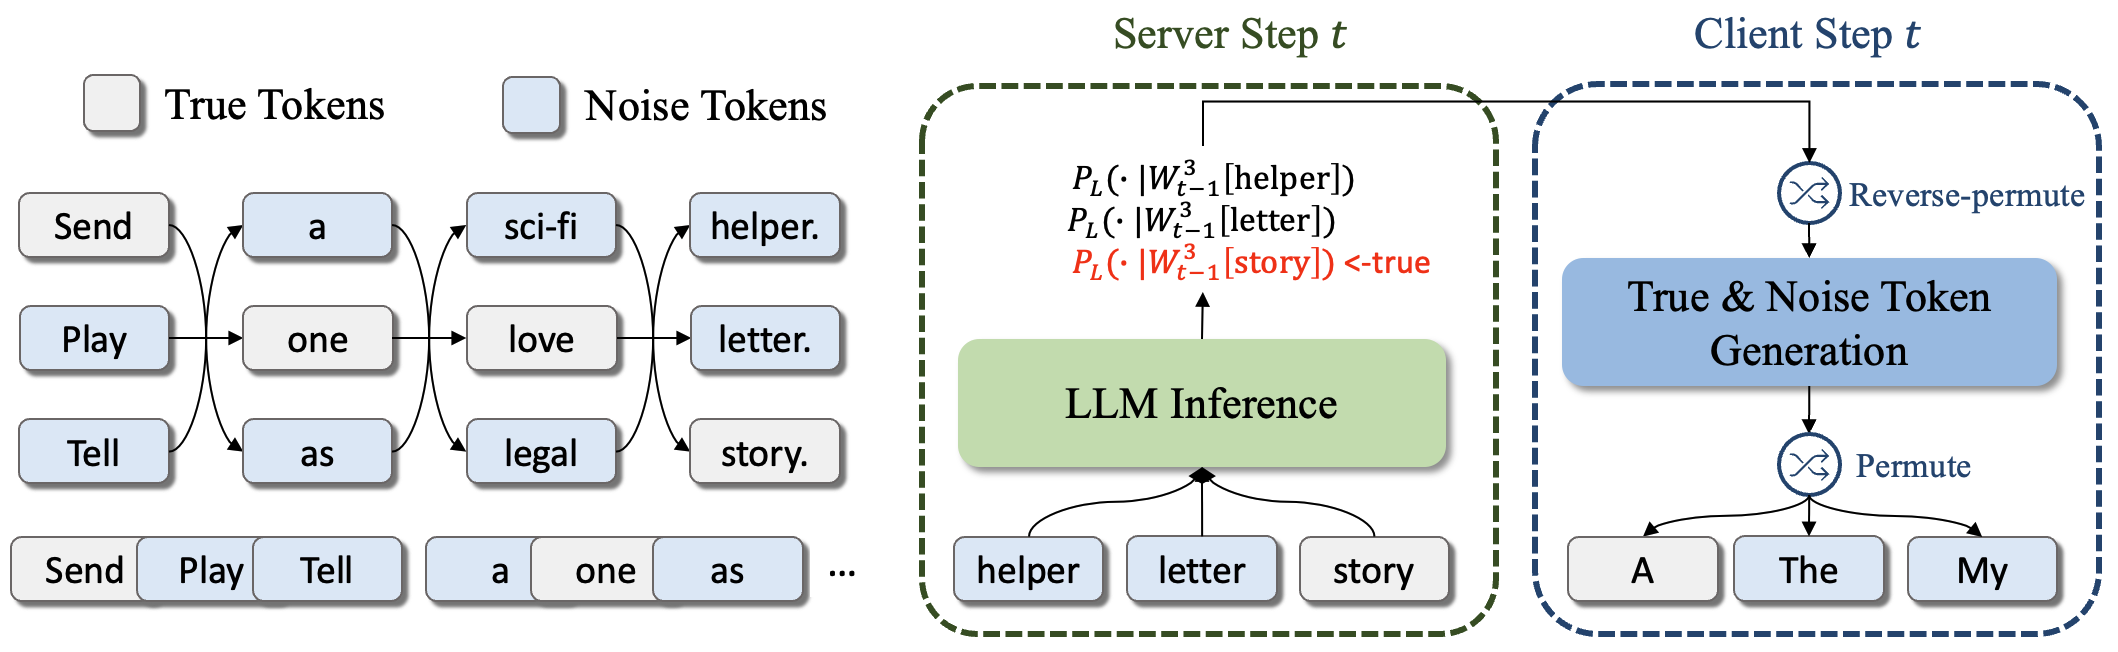 True Tokens
Noise Tokens
Send
a
sci-fi
helper.
Play
one
love
letter.
Tell
as
legal
story.
Send Play Tell a one as ...
Server Step t
P_L(· |W^3_{t−1}[helper])
P_L(· |W^3_{t−1}[letter])
P_L(· |W^3_{t−1}[story]) <-true
LLM Inference
helper
letter
story
Client Step t
Reverse-permute
True & Noise Token
Generation
Permute
A
The
My